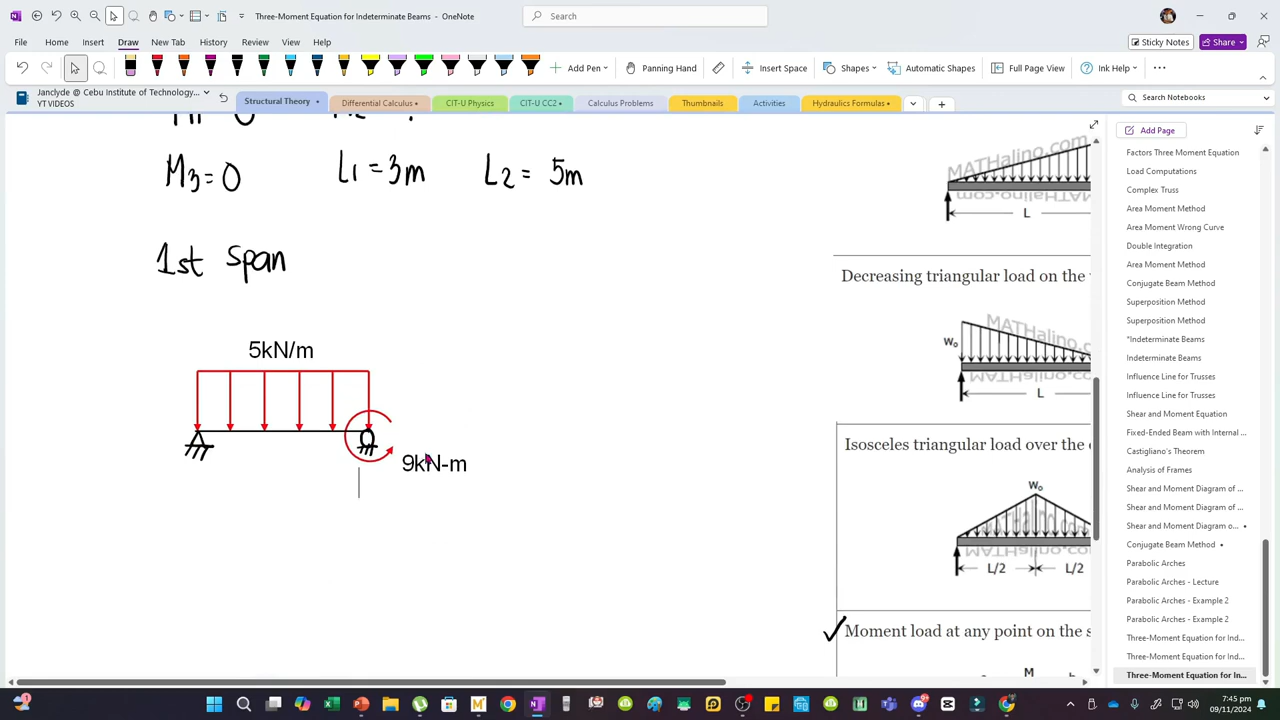 Three-Moment Equation for Indeterminate Beams - OneNote
Search
File Home Insert Draw New Tab History Review View Help
Sticky Notes Share
Add Pen Panning Hand Insert Space Shapes Automatic Shapes Full Page View Ink Help
Janclyde @ Cebu Institute of Technology...
YT VIDEOS
Structural Theory Differential Calculus CIT-U Physics CIT-U CC2 Calculus Problems Thumbnails Activities Hydraulics Formulas
Search Notebooks
Add Page
M3=0 L1=3m L2= 5m
1st Span
5kN/m
9kN-m
MATHalino.com
L
Decreasing triangular load on the
MATHalino.co
Wo
L
Isosceles triangular load over the
Wo
L/2 L/2
Moment load at any point on the s
M
Factors Three Moment Equation
Load Computations
Complex Truss
Area Moment Method
Area Moment Wrong Curve
Double Integration
Area Moment Method
Conjugate Beam Method
Superposition Method
Superposition Method
*Indeterminate Beams
Indeterminate Beams
Influence Line for Trusses
Influence Line for Trusses
Shear and Moment Equation
Fixed-Ended Beam with Internal ...
Castigliano's Theorem
Analysis of Frames
Shear and Moment Diagram of ...
Shear and Moment Diagram of ...
Shear and Moment Diagram o...
Conjugate Beam Method
Parabolic Arches
Parabolic Arches - Lecture
Parabolic Arches - Example 2
Parabolic Arches - Example 2
Three-Moment Equation for Ind...
Three-Moment Equation for Ind...
Three-Moment Equation for In...
7:45 pm
09/11/2024